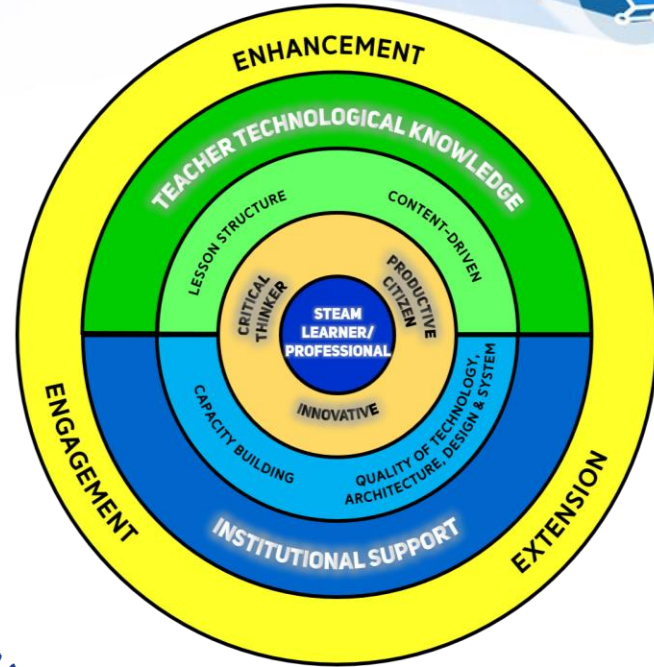 ENHANCEMENT
TEACHER TECHNOLOGICAL KNOWLEDGE
LESSON STRUCTURE
CONTENT-DRIVEN
CRITICAL
THINKER
PRODUCTIVE
CITIZEN
STEAM
LEARNER/
PROFESSIONAL
INNOVATIVE
CAPACITY BUILDING
QUALITY OF TECHNOLOGY,
ARCHITECTURE, DESIGN & SYSTEM
INSTITUTIONAL SUPPORT
ENGAGEMENT
EXTENSION